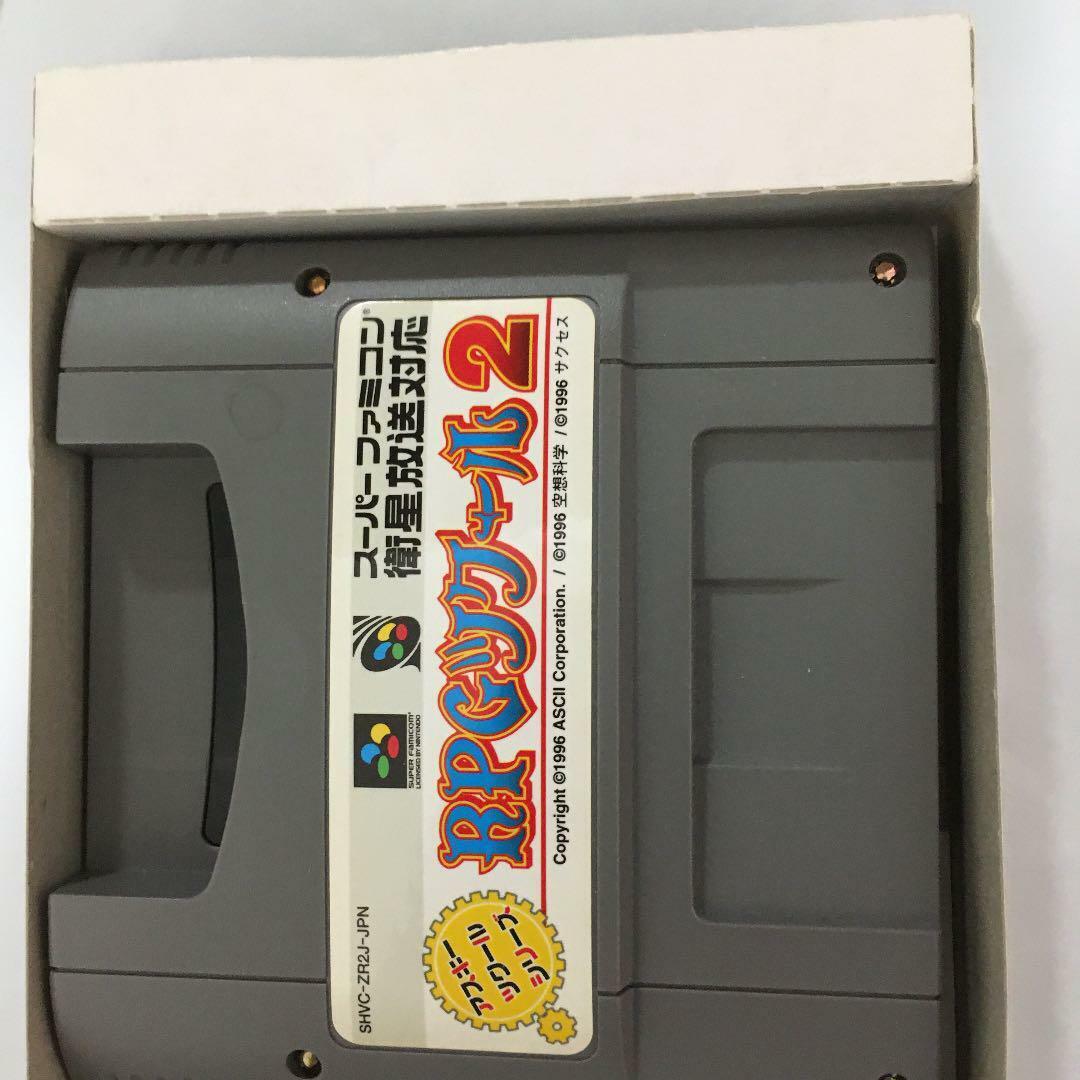 SHVC-ZR2J-JPN
SUPER FAMICOM
LICENSED BY NINTENDO
スーパーファミコン®
衛星放送対応
アスキー
ツクール
シリーズ
RPGツクール2
Copyright ©1996 ASCII Corporation. / ©1996 空想科学 / ©1996 サクセス